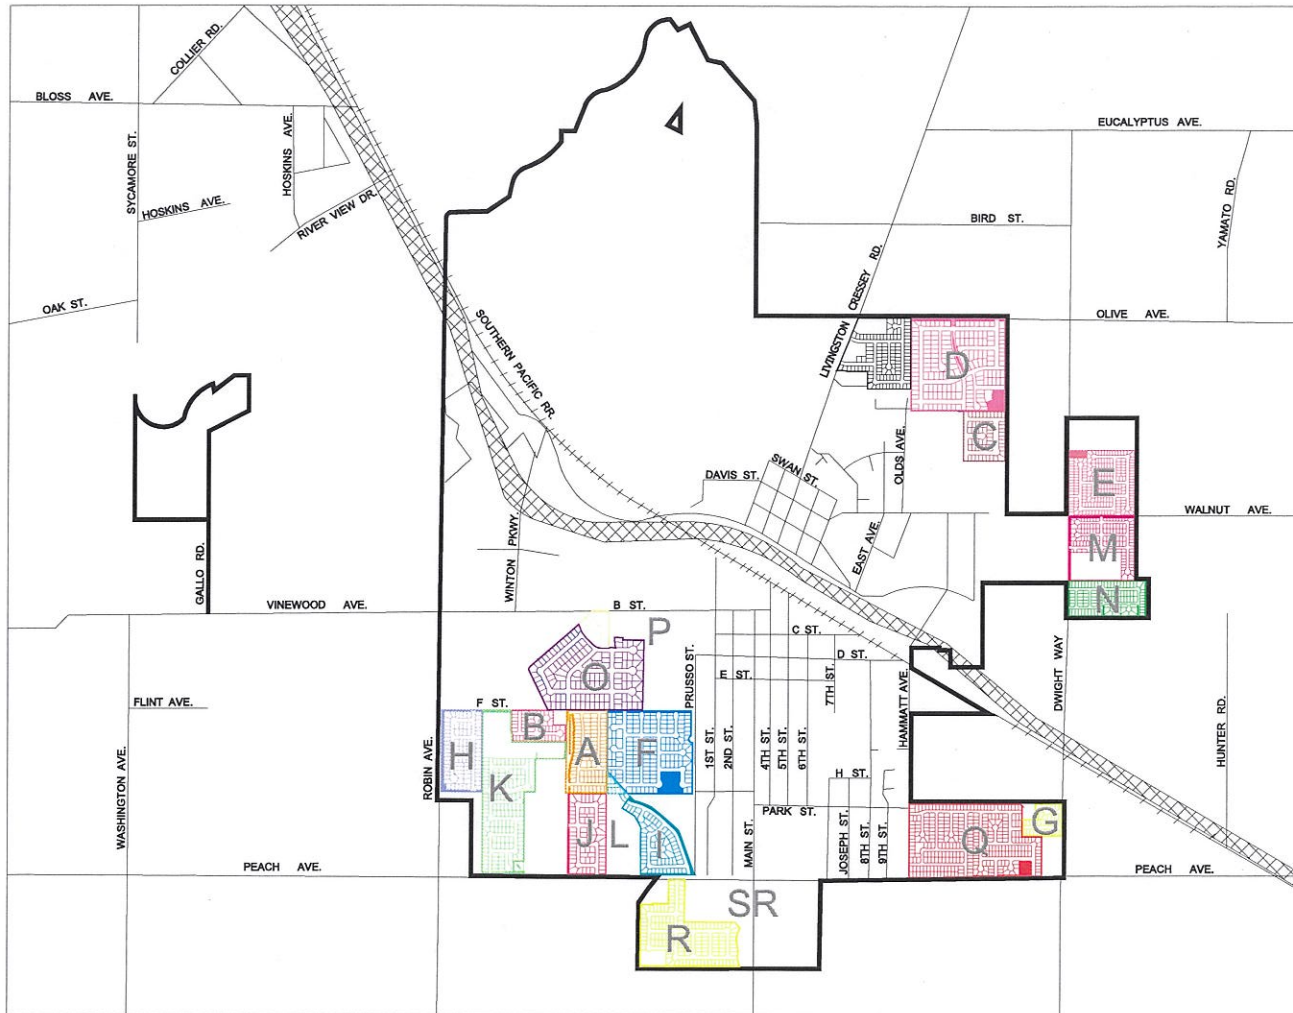 COLLIER RD.
BLOSS AVE.
SYCAMORE ST.
HOSKINS AVE.
HOSKINS AVE.
RIVER VIEW DR.
EUCALYPTUS AVE.
YAMATO RD.
BIRD ST.
OAK ST.
SOUTHERN PACIFIC RR.
LIVINGSTON CRESSEY RD.
OLIVE AVE.
D
C
OLDS AVE.
SWAN ST.
DAVIS ST.
E
WALNUT AVE.
WINTON PKWY.
EAST AVE.
M
GALLO RD.
N
VINEWOOD AVE.
B ST.
P
C ST.
D ST.
PRUSSO ST.
E ST.
O
7TH ST.
HAMMATT AVE.
DWIGHT WAY
HUNTER RD.
FLINT AVE.
F ST.
B
H
A
F
ROBIN AVE.
1ST ST.
2ND ST.
4TH ST.
5TH ST.
6TH ST.
K
H ST.
WASHINGTON AVE.
PARK ST.
G
J
L
I
MAIN ST.
JOSEPH ST.
8TH ST.
9TH ST.
Q
PEACH AVE.
PEACH AVE.
SR
R